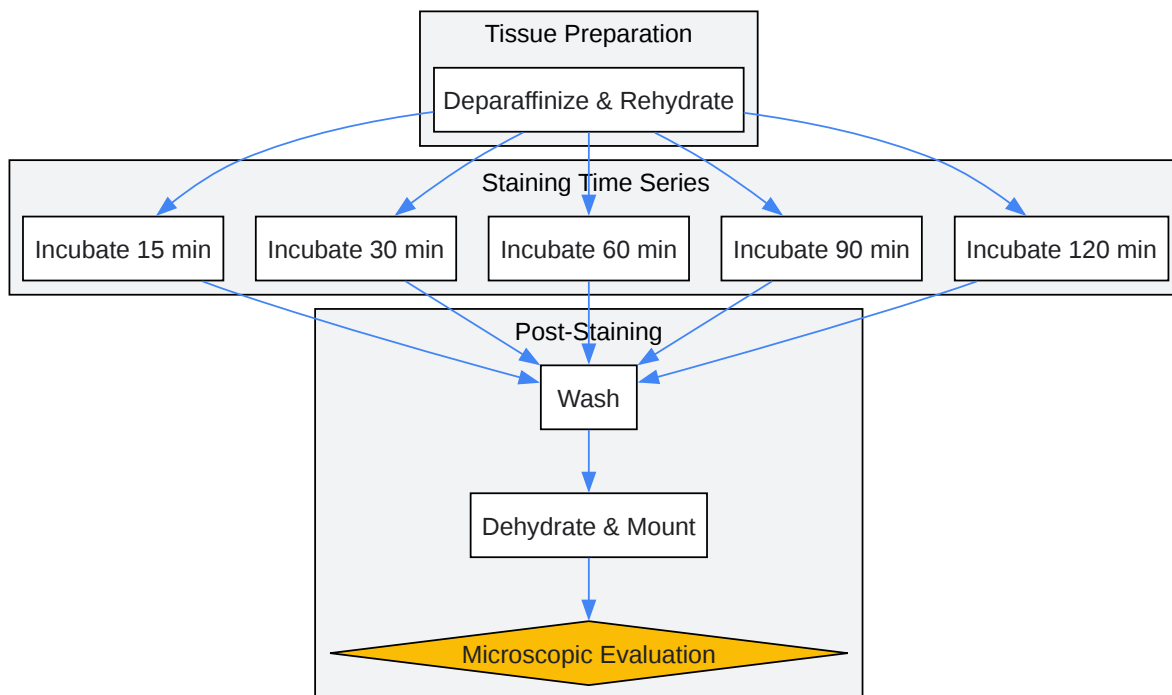 Tissue Preparation
Deparaffinize & Rehydrate
Staining Time Series
Incubate 15 min
Incubate 30 min
Incubate 60 min
Incubate 90 min
Incubate 120 min
Post-Staining
Wash
Dehydrate & Mount
Microscopic Evaluation